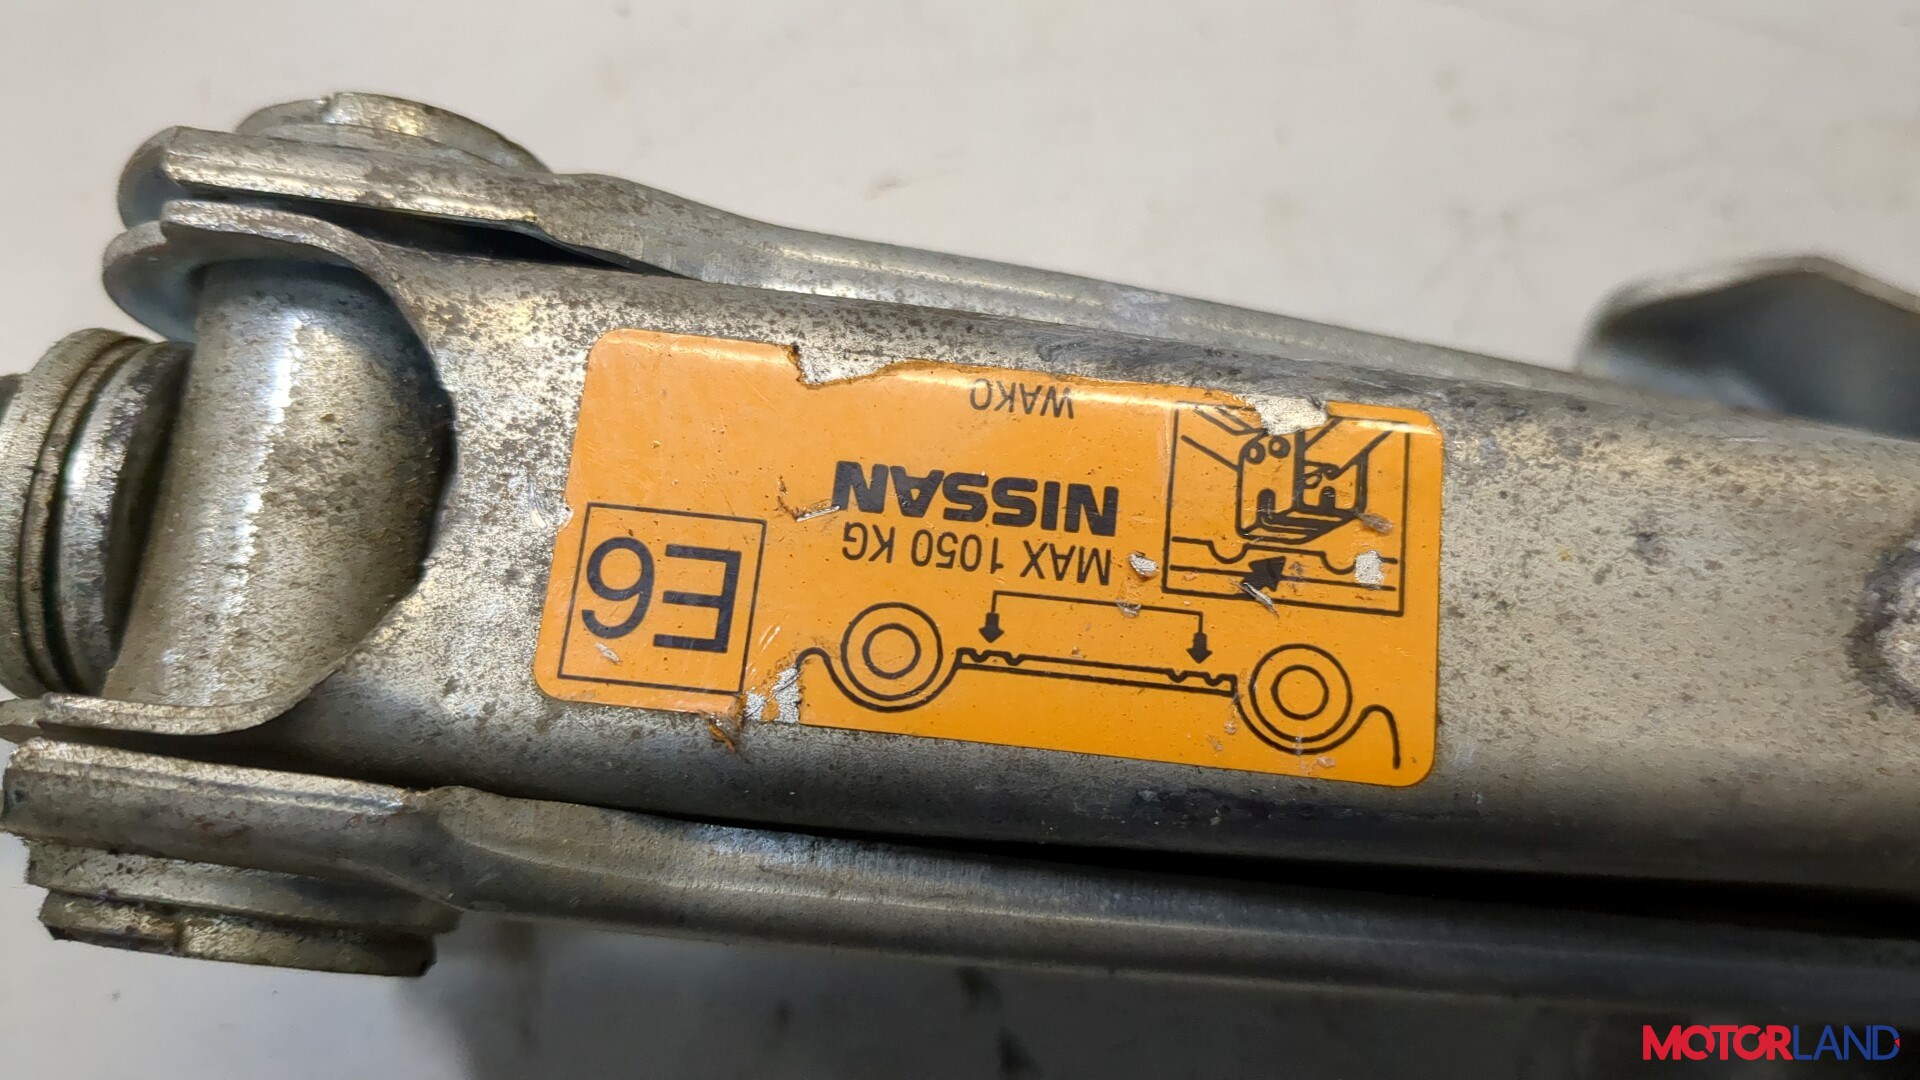 MAX 1050 KG
NISSAN
WAKO
E6
MOTORLAND